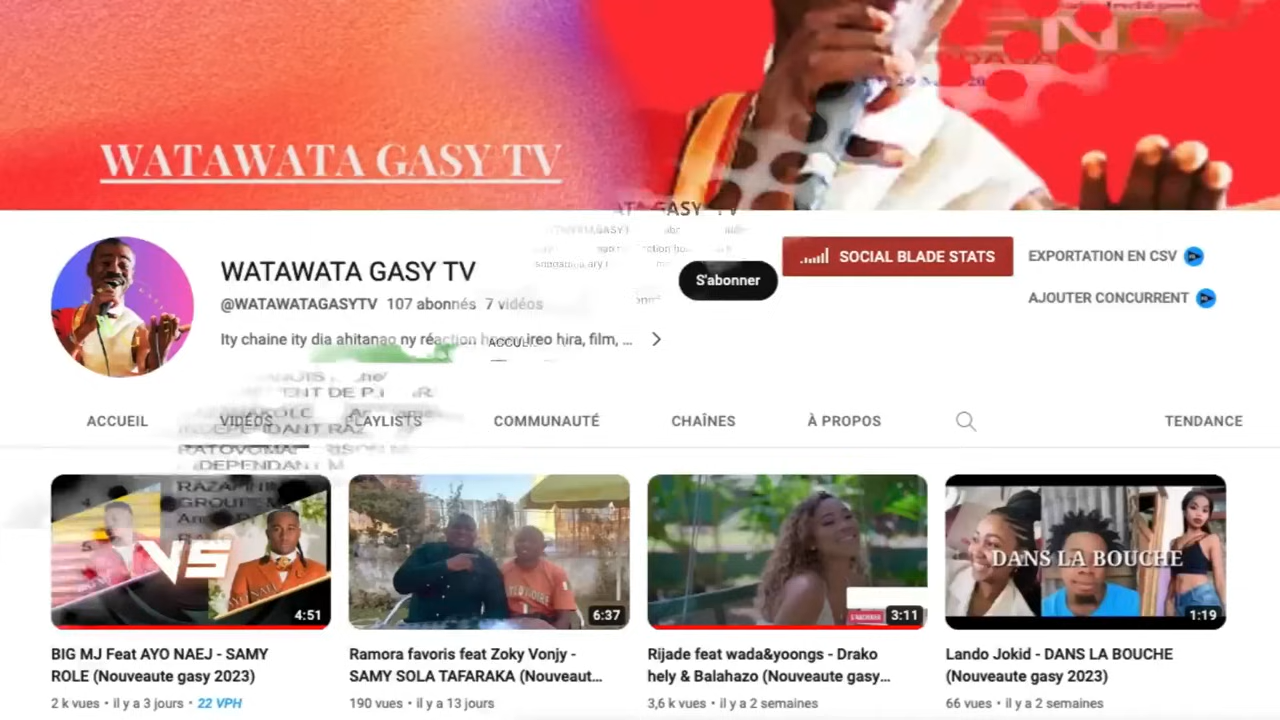 WATAWATA GASY TV
WATAWATA GASY TV
@WATAWATAGASYTV 107 abonnés 7 vidéos
Ity chaine ity dia ahitanao ny réaction ireo hira, film, ...
S'abonner
SOCIAL BLADE STATS
EXPORTATION EN CSV
AJOUTER CONCURRENT
ACCUEIL VIDÉOS PLAYLISTS COMMUNAUTÉ CHAÎNES À PROPOS TENDANCE
VS
4:51
6:37
3:11
DANS LA BOUCHE
1:19
BIG MJ Feat AYO NAEJ - SAMY
ROLE (Nouveaute gasy 2023)
2 k vues • il y a 3 jours • 22 VPH
Ramora favoris feat Zoky Vonjy -
SAMY SOLA TAFARAKA (Nouveaut...
190 vues • il y a 13 jours
Rijade feat wada&yoongs - Drako
hely & Balahazo (Nouveaute gasy...
3,6 k vues • il y a 2 semaines
Lando Jokid - DANS LA BOUCHE
(Nouveaute gasy 2023)
66 vues • il y a 2 semaines